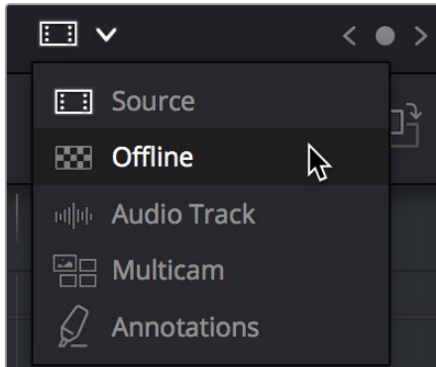 Source
Offline
Audio Track
Multicam
Annotations